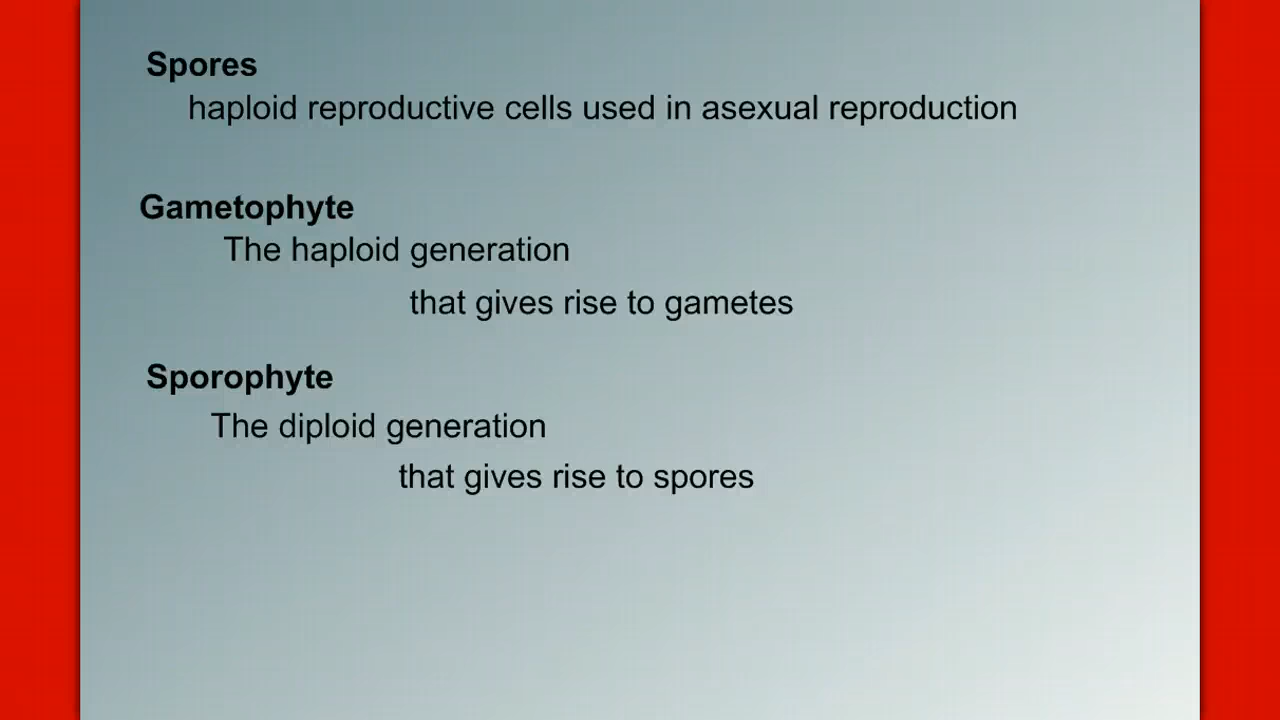 Spores
haploid reproductive cells used in asexual reproduction
Gametophyte
The haploid generation
that gives rise to gametes
Sporophyte
The diploid generation
that gives rise to spores